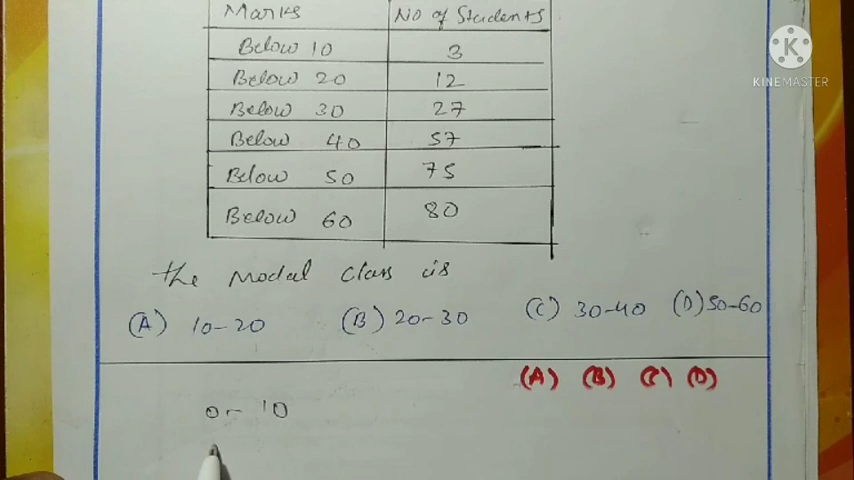 Marks No of Students
Below 10 3
Below 20 12
Below 30 27
Below 40 57
Below 50 75
Below 60 80
the Modal Class is
(A) 10-20 (B) 20-30 (C) 30-40 (D) 50-60
(A) (B) (C) (D)
0- 10
K
KINEMASTER